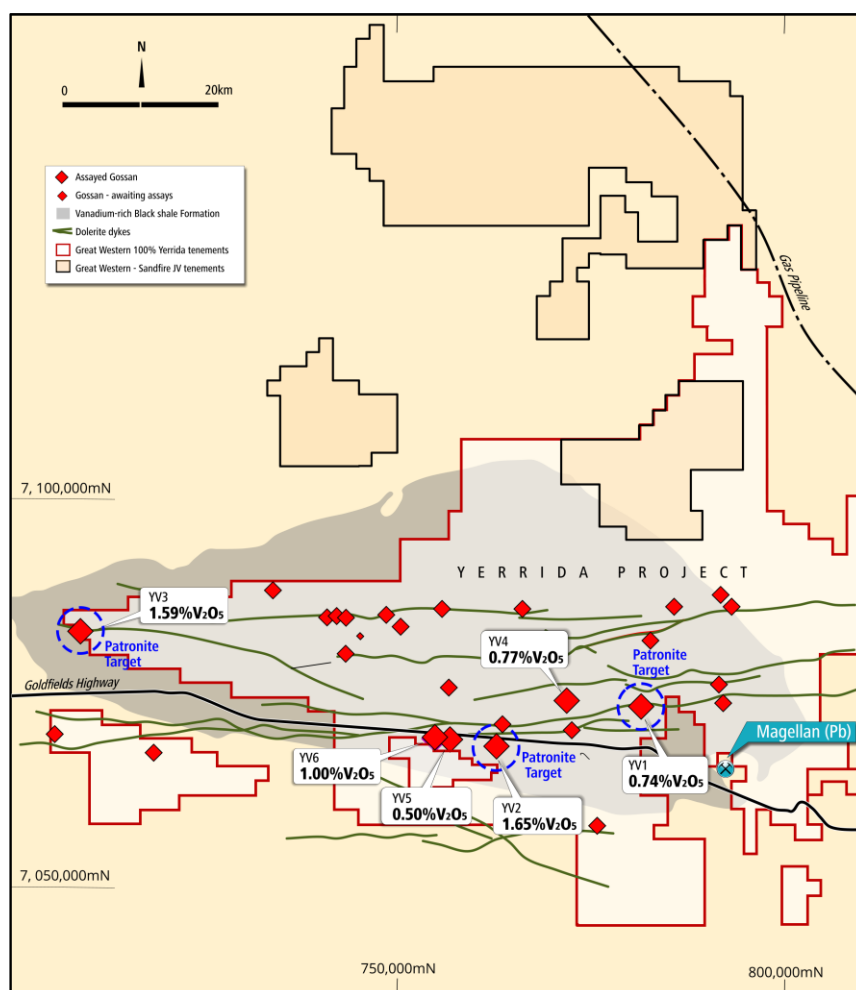 N
0 20km
Assayed Gossan
Gossan - awaiting assays
Vanadium-rich Black shale Formation
Dolerite dykes
Great Western 100% Yerrida tenements
Great Western - Sandfire JV tenements
Gas Pipeline
7, 100,000mN
YERRIDA PROJECT
YV3
1.59%V₂O₅
Patronite
Target
YV4
0.77%V₂O₅
Patronite
Target
Goldfields Highway
Magellan (Pb)
YV6
1.00%V₂O₅
Patronite
Target
YV1
0.74%V₂O₅
YV5
0.50%V₂O₅
YV2
1.65%V₂O₅
7, 050,000mN
750,000mN
800,000mN